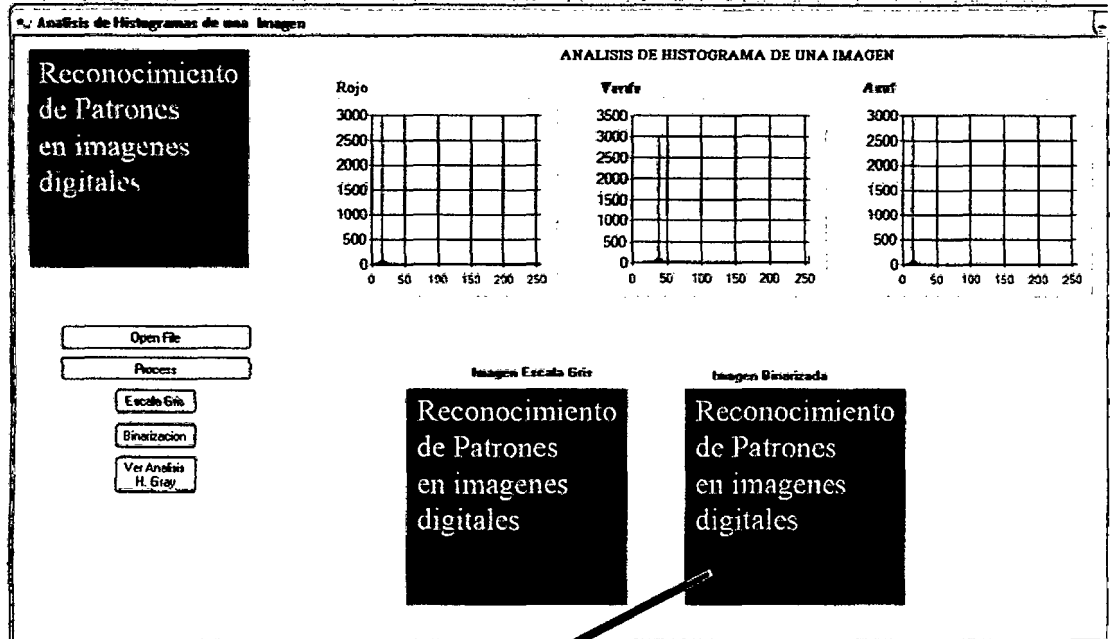 Analisis de Histogramas de una Imagen
ANALISIS DE HISTOGRAMA DE UNA IMAGEN
Reconocimiento
de Patrones
en imagenes
digitales
Rojo
3000
2500
2000
1500
1000
500
0
0 50 100 150 200 250
Verde
3500
3000
2500
2000
1500
1000
500
0
0 50 100 150 200 250
Azul
3000
2500
2000
1500
1000
500
0
0 50 100 150 200 250
Open File
Process
Escala Gris
Binarizacion
Ver Analisis
H. Gray
Imagen Escala Gris
Reconocimiento
de Patrones
en imagenes
digitales
Imagen Binarizada
Reconocimiento
de Patrones
en imagenes
digitales